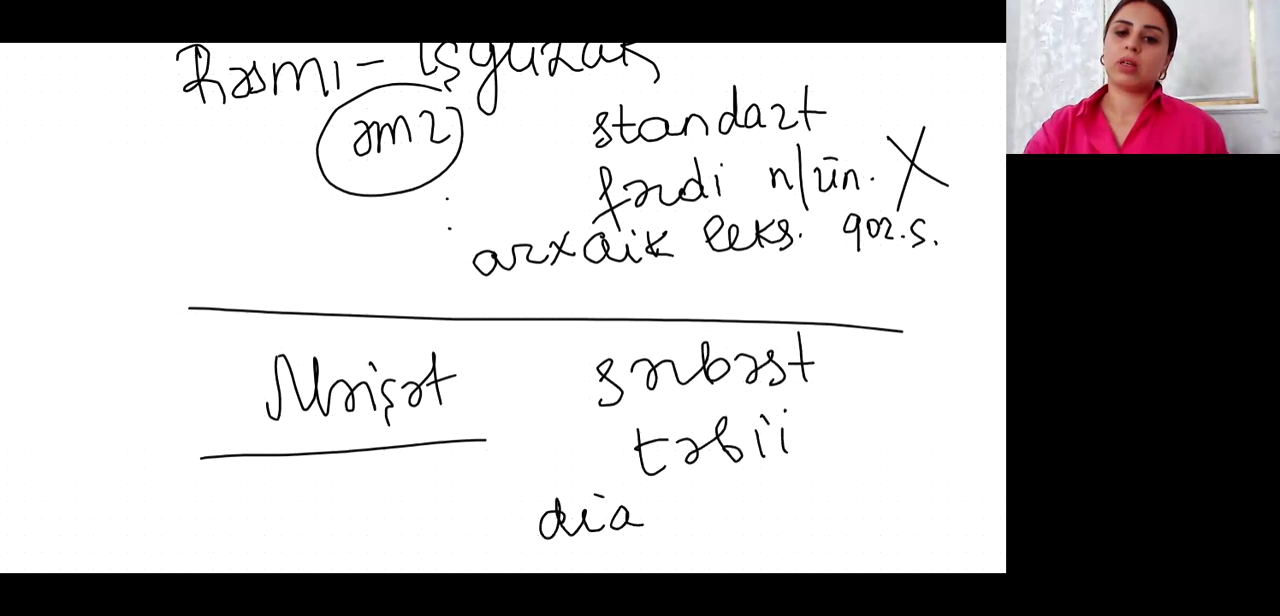 Rəsmi - işgüzar
əmr
standart
fərdi n/ün. X
arxaik leks. qoz.s.
Məişət sərbəst
təbii
dia